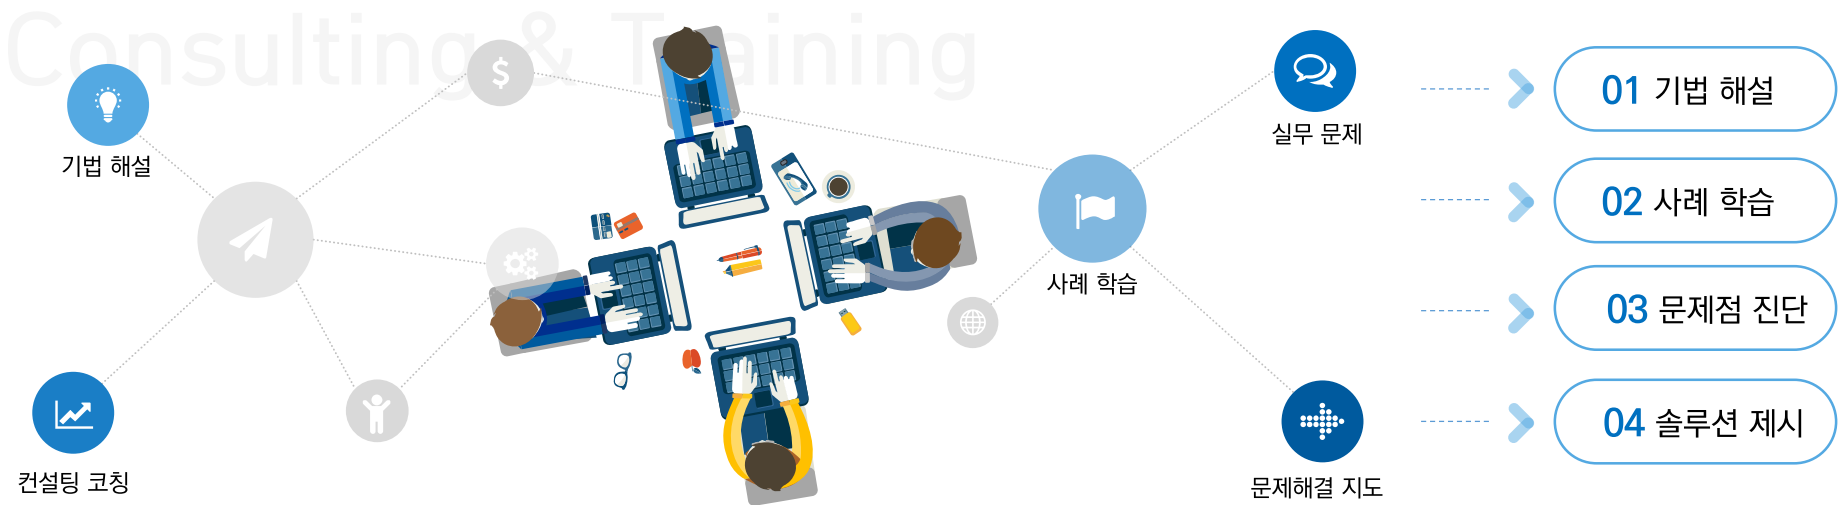 Consulting & Training
기법 해설
컨설팅 코칭
사례 학습
실무 문제
문제해결 지도
01 기법 해설
02 사례 학습
03 문제점 진단
04 솔루션 제시